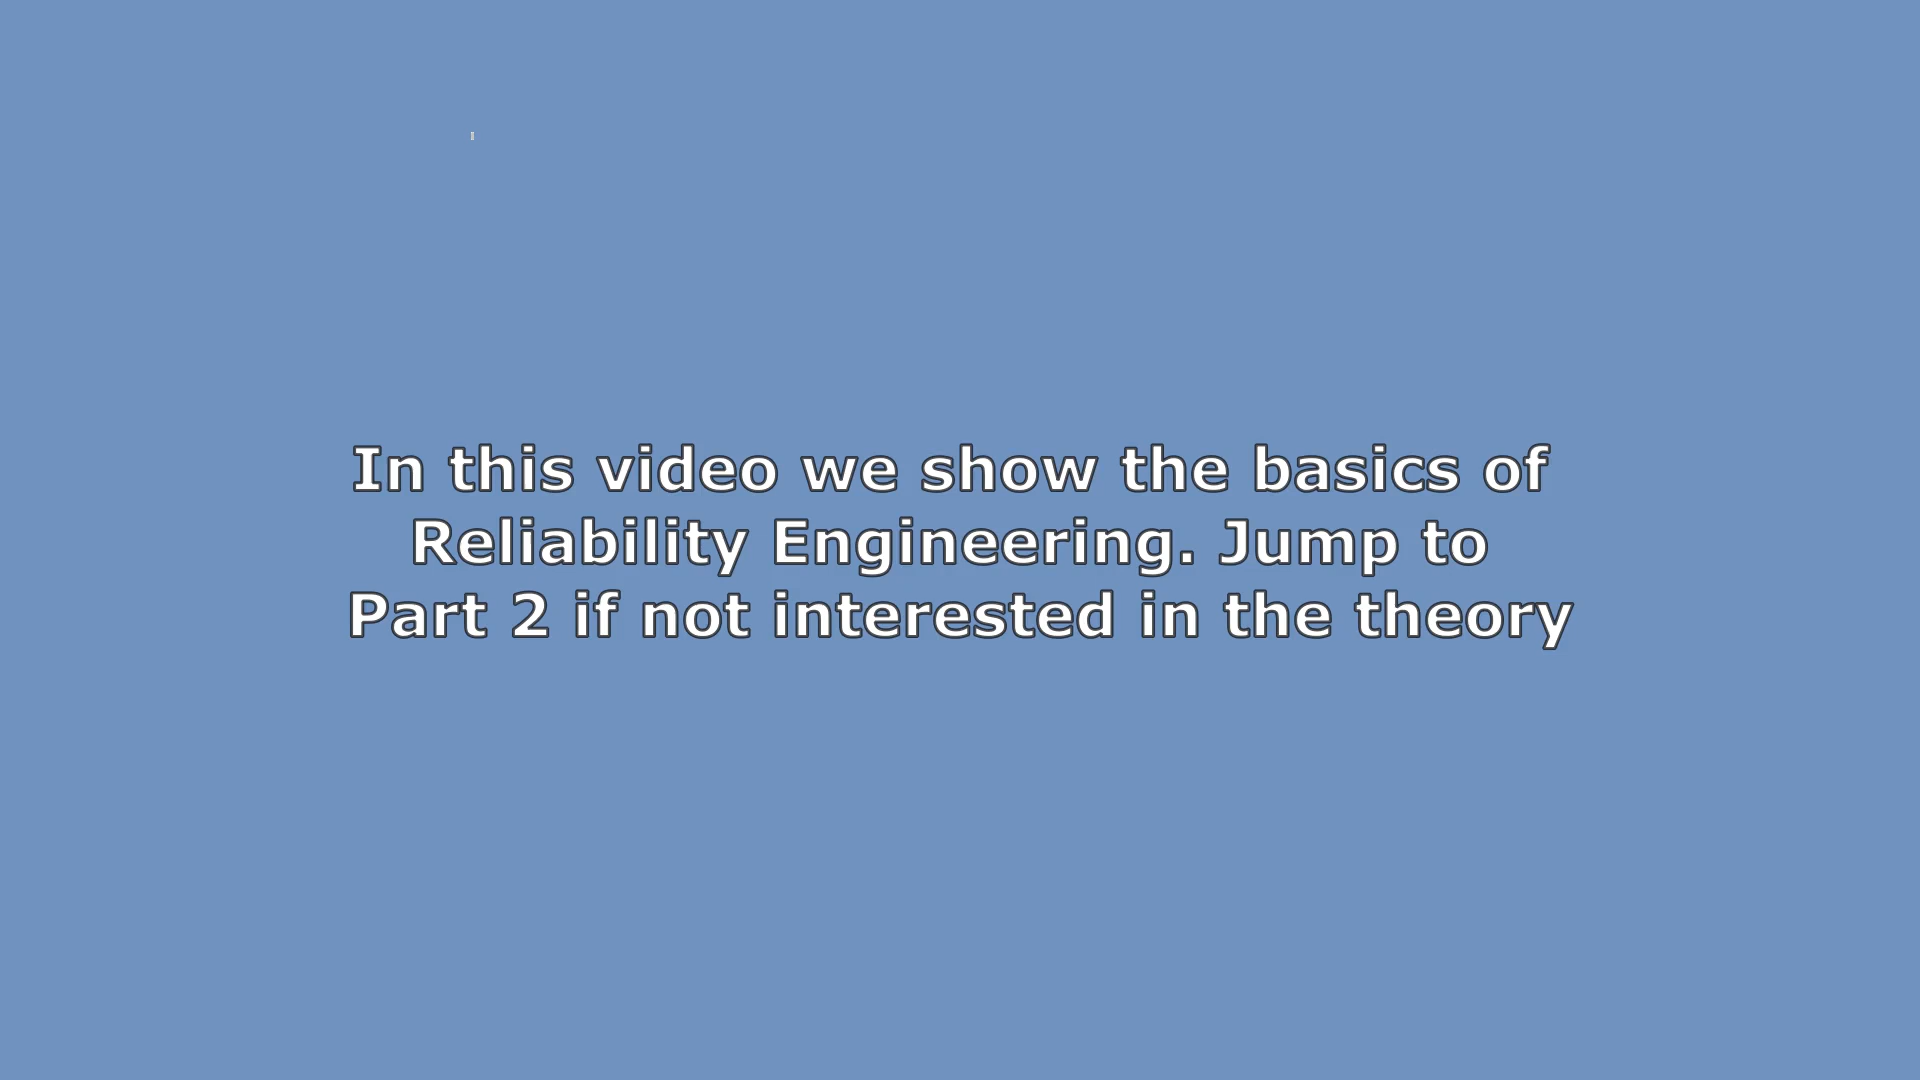 In this video we show the basics of
Reliability Engineering. Jump to
Part 2 if not interested in the theory